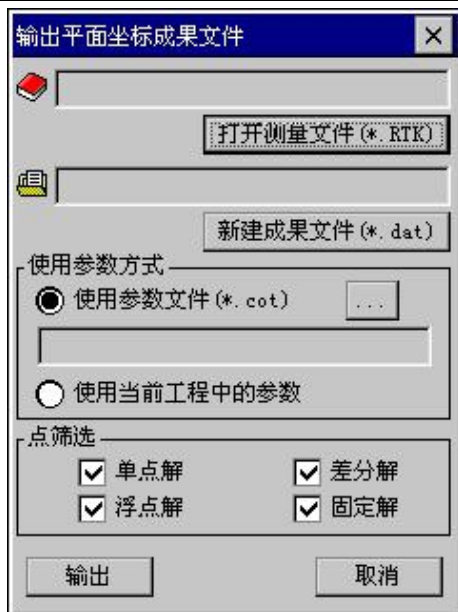 输出平面坐标成果文件
打开测量文件(*.RTK)
新建成果文件(*.dat)
使用参数方式
使用参数文件(*.cot) ...
使用当前工程中的参数
点筛选
单点解 差分解
浮点解 固定解
输出 取消